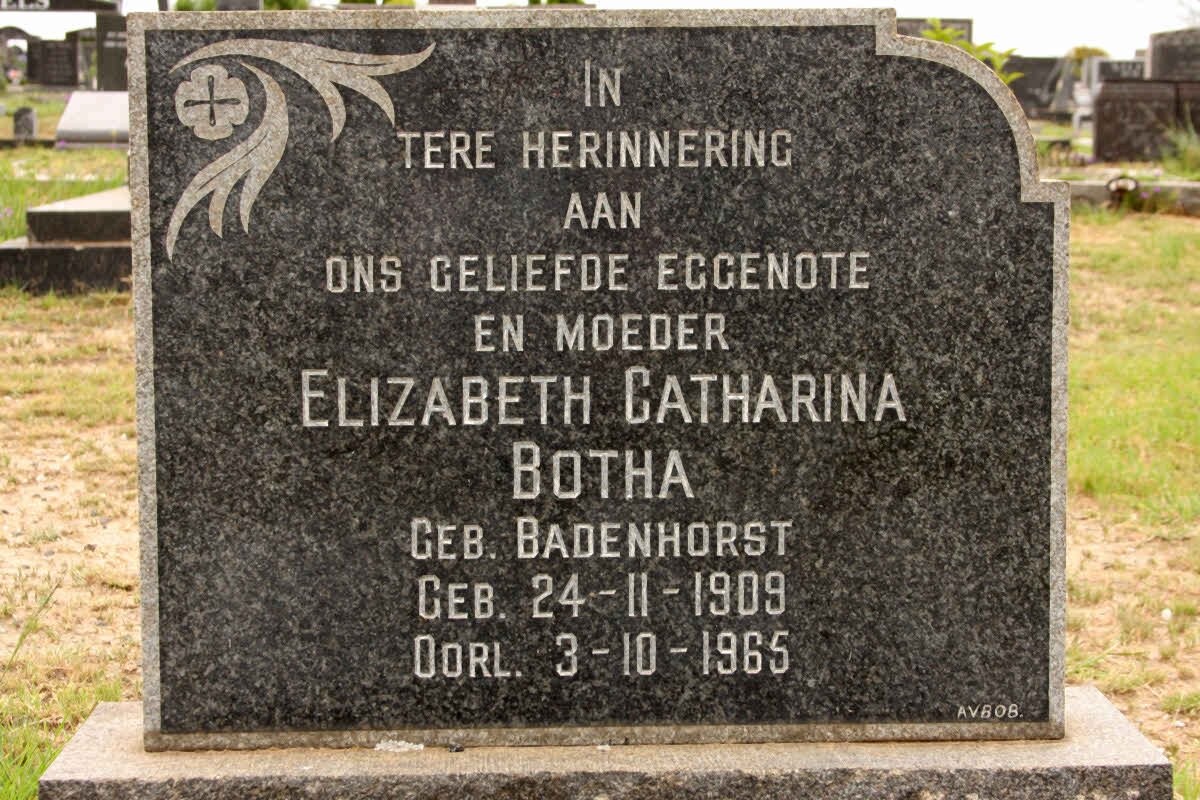 In
TERE HERINNERING
AAN
ONS GELIEFDE EGGENOTE
EN MOEDER
ELIZABETH CATHARINA
BOTHA
GEB. BADENHORST
GEB. 24-11-1909
OORL. 3-10-1965
AVBOB.